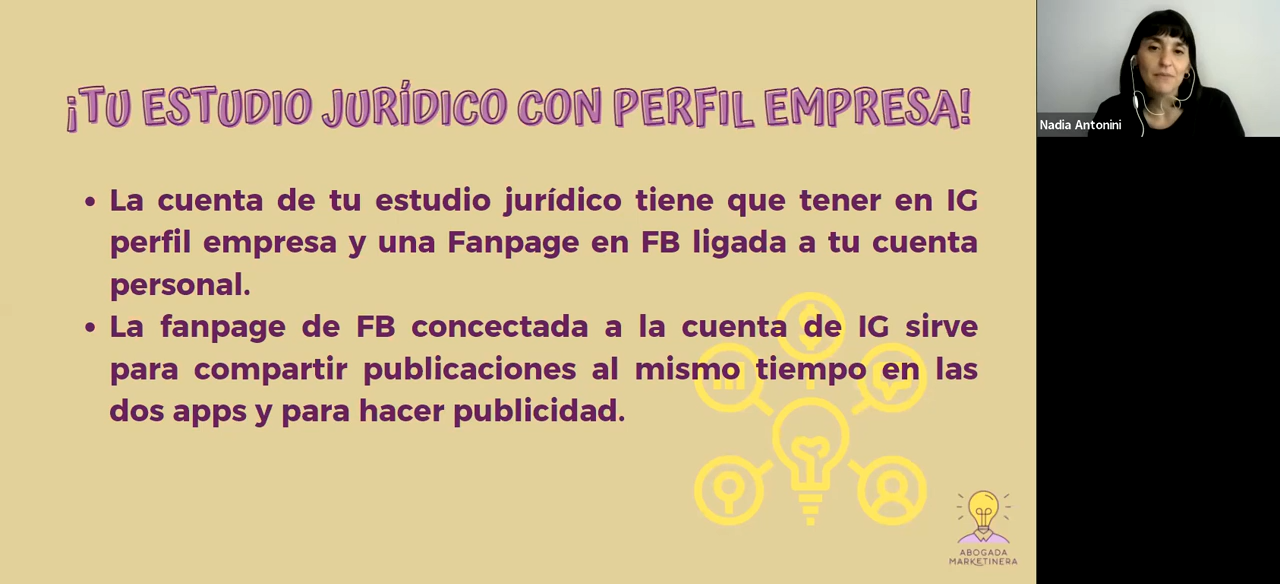 ¡TU ESTUDIO JURÍDICO CON PERFIL EMPRESA!
• La cuenta de tu estudio jurídico tiene que tener en IG
perfil empresa y una Fanpage en FB ligada a tu cuenta
personal.
• La fanpage de FB concectada a la cuenta de IG sirve
para compartir publicaciones al mismo tiempo en las
dos apps y para hacer publicidad.
ABOGADA
MARKETINERA
Nadia Antonini